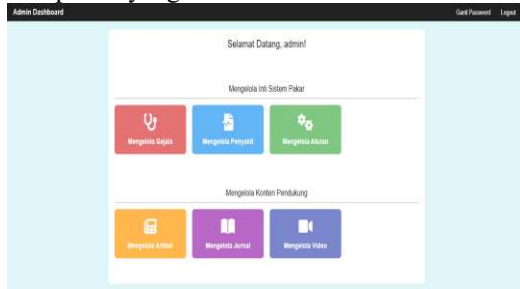 Admin Dashboard
Ganti Password Logout
Selamat Datang, admin!
Mengelola Inti Sistem Pakar
Mengelola Gejala Mengelola Penyakit Mengelola Aturan
Mengelola Konten Pendukung
Mengelola Artikel Mengelola Jurnal Mengelola Video